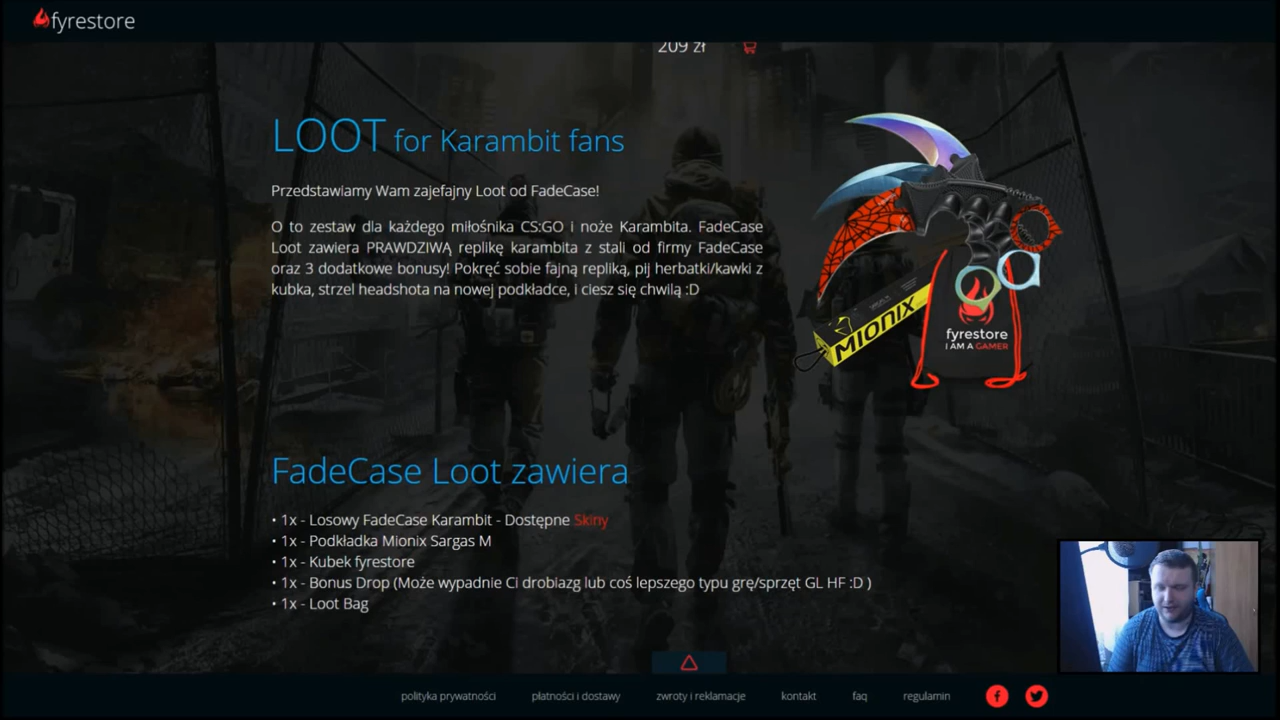 fyrestore
209 zł
LOOT for Karambit fans
Przedstawiamy Wam zajefajny Loot od FadeCase!
O to zestaw dla każdego miłośnika CS:GO i noże Karambita. FadeCase
Loot zawiera PRAWDZIWĄ replikę karambita z stali od firmy FadeCase
oraz 3 dodatkowe bonusy! Pokręć sobie fajną repliką, pij herbatki/kawki z
kubka, strzel headshota na nowej podkładce, i ciesz się chwilą :D
MIONIX
fyrestore
I AM A GAMER
FadeCase Loot zawiera
• 1x - Losowy FadeCase Karambit - Dostępne Skiny
• 1x - Podkładka Mionix Sargas M
• 1x - Kubek fyrestore
• 1x - Bonus Drop (Może wypadnie Ci drobiazg lub coś lepszego typu grę/sprzęt GL HF :D )
• 1x - Loot Bag
polityka prywatności płatności i dostawy zwroty i reklamacje kontakt faq regulamin